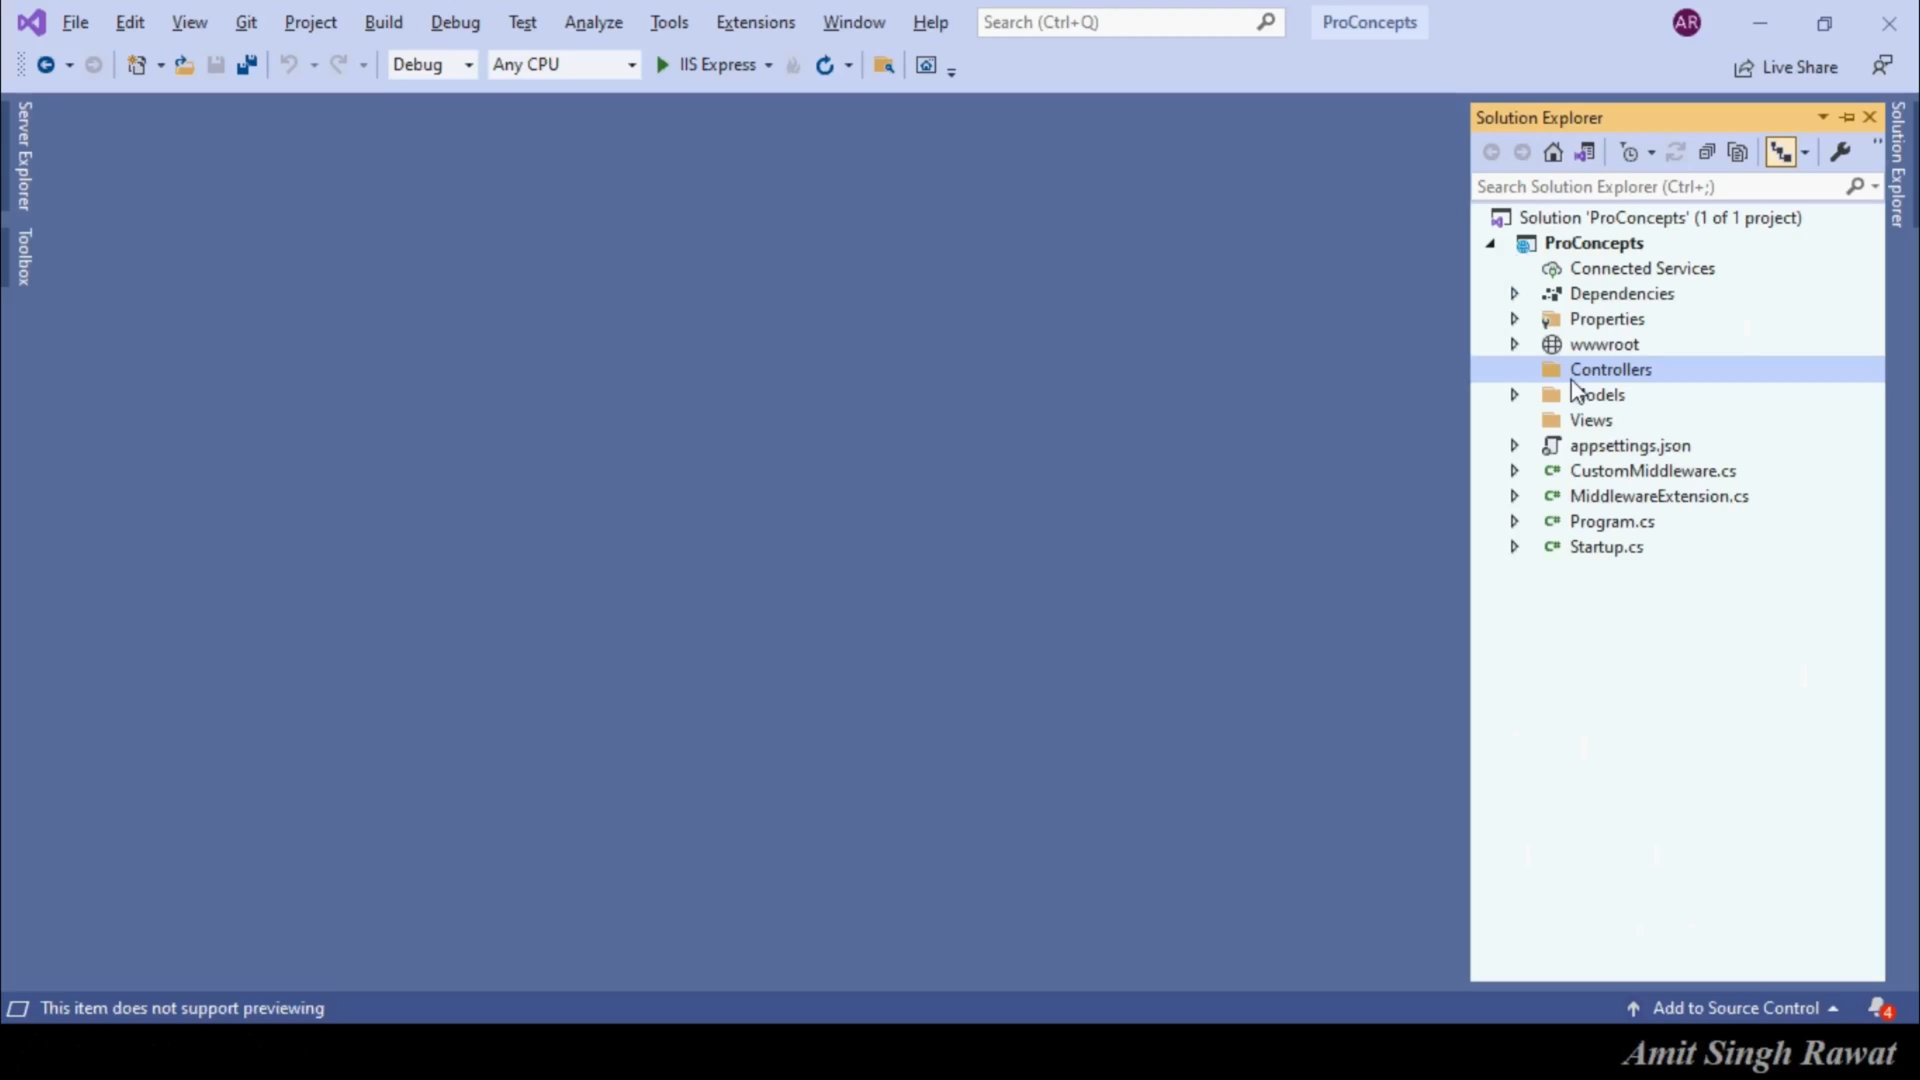 File Edit View Git Project Build Debug Test Analyze Tools Extensions Window Help Search (Ctrl+Q) ProConcepts AR
Debug Any CPU IIS Express Live Share
Server Explorer
Toolbox
Solution Explorer
Solution Explorer
Search Solution Explorer (Ctrl+;)
Solution 'ProConcepts' (1 of 1 project)
ProConcepts
Connected Services
Dependencies
Properties
wwwroot
Controllers
Models
Views
appsettings.json
C# CustomMiddleware.cs
C# MiddlewareExtension.cs
C# Program.cs
C# Startup.cs
This item does not support previewing Add to Source Control 4
Amit Singh Rawat